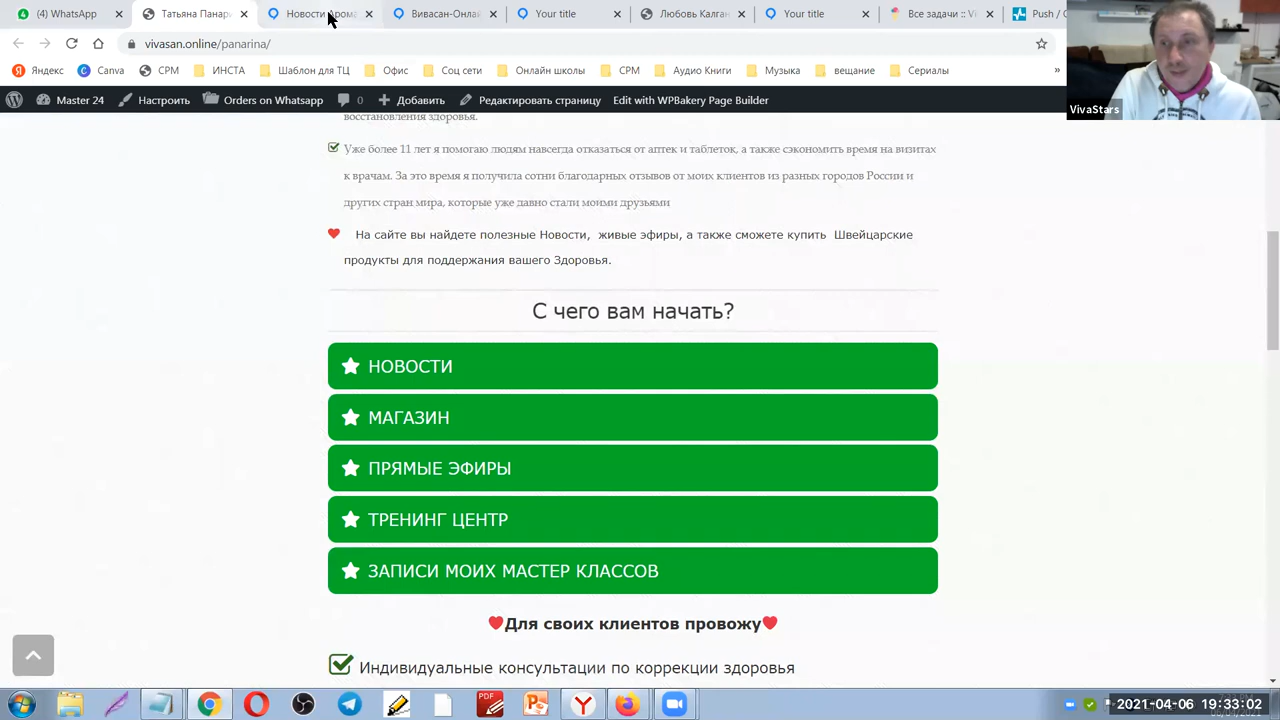 (4) WhatsApp
Татьяна Панари
Новости
Your title
Любовь
Your title
Все задачи :: Vi
Push / C
vivasan.online/panarina/
Яндекс
Canva
СРМ
ИНСТА
Шаблон для ТЦ
Офис
Соц сети
Онлайн школы
СРМ
Аудио Книги
Музыка
вещание
Сериалы
»
Master 24
Настроить
Orders on Whatsapp
0
Добавить
Редактировать страницу
Edit with WPBakery Page Builder
VivaStars
восстановления здоровья.
Уже более 11 лет я помогаю людям навсегда отказаться от аптек и таблеток, а также сэкономить время на визитах
к врачам. За это время я получила сотни благодарных отзывов от моих клиентов из разных городов России и
других стран мира, которые уже давно стали моими друзьями
На сайте вы найдете полезные Новости, живые эфиры, а также сможете купить Швейцарские
продукты для поддержания вашего Здоровья.
С чего вам начать?
НОВОСТИ
МАГАЗИН
ПРЯМЫЕ ЭФИРЫ
ТРЕНИНГ ЦЕНТР
ЗАПИСИ МОИХ МАСТЕР КЛАССОВ
Для своих клиентов провожу
Индивидуальные консультации по коррекции здоровья
PDF
2021-04-06 19:33:02